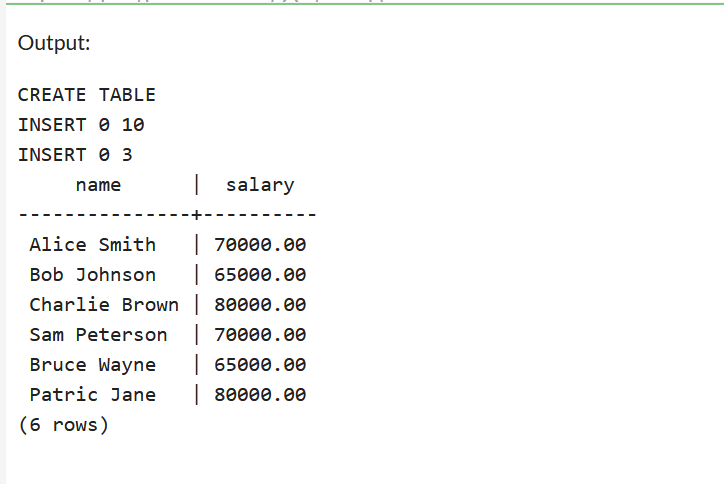 Output:
CREATE TABLE
INSERT 0 10
INSERT 0 3
     name      |  salary
---------------+----------
 Alice Smith   | 70000.00
 Bob Johnson   | 65000.00
 Charlie Brown | 80000.00
 Sam Peterson  | 70000.00
 Bruce Wayne   | 65000.00
 Patric Jane   | 80000.00
(6 rows)